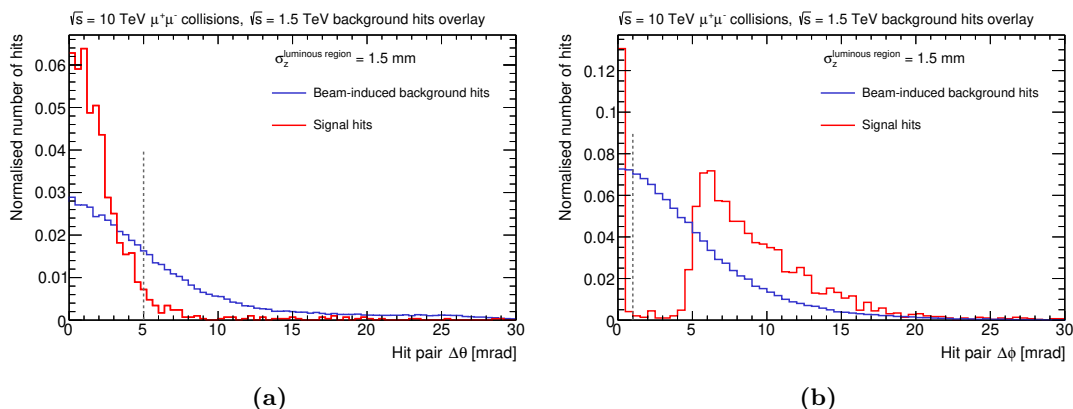 √s = 10 TeV μ⁺μ⁻ collisions, √s = 1.5 TeV background hits overlay
Normalised number of hits
0.06
0.05
0.04
0.03
0.02
0.01
0
σ_z^luminous region = 1.5 mm
Beam-induced background hits
Signal hits
0 5 10 15 20 25 30
Hit pair Δθ [mrad]
(a)
√s = 10 TeV μ⁺μ⁻ collisions, √s = 1.5 TeV background hits overlay
Normalised number of hits
0.12
0.1
0.08
0.06
0.04
0.02
0
σ_z^luminous region = 1.5 mm
Beam-induced background hits
Signal hits
0 5 10 15 20 25 30
Hit pair Δϕ [mrad]
(b)